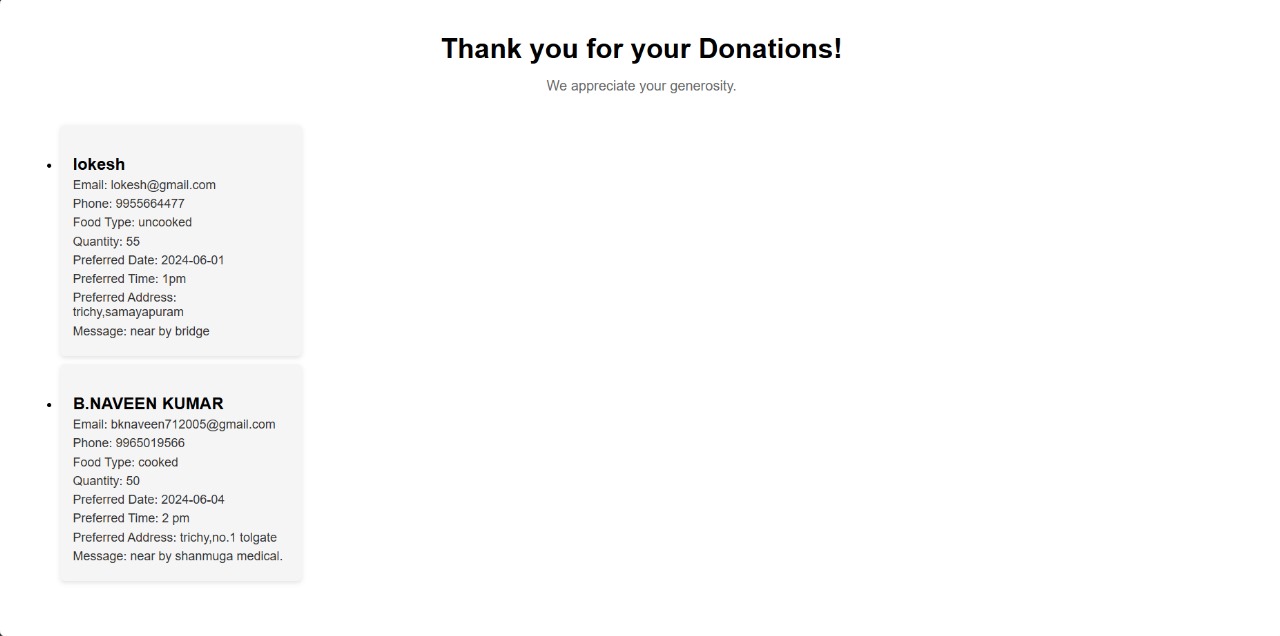 Thank you for your Donations!
We appreciate your generosity.
lokesh
Email: lokesh@gmail.com
Phone: 9955664477
Food Type: uncooked
Quantity: 55
Preferred Date: 2024-06-01
Preferred Time: 1pm
Preferred Address:
trichy,samayapuram
Message: near by bridge
B.NAVEEN KUMAR
Email: bknaveen712005@gmail.com
Phone: 9965019566
Food Type: cooked
Quantity: 50
Preferred Date: 2024-06-04
Preferred Time: 2 pm
Preferred Address: trichy,no.1 tolgate
Message: near by shanmuga medical.